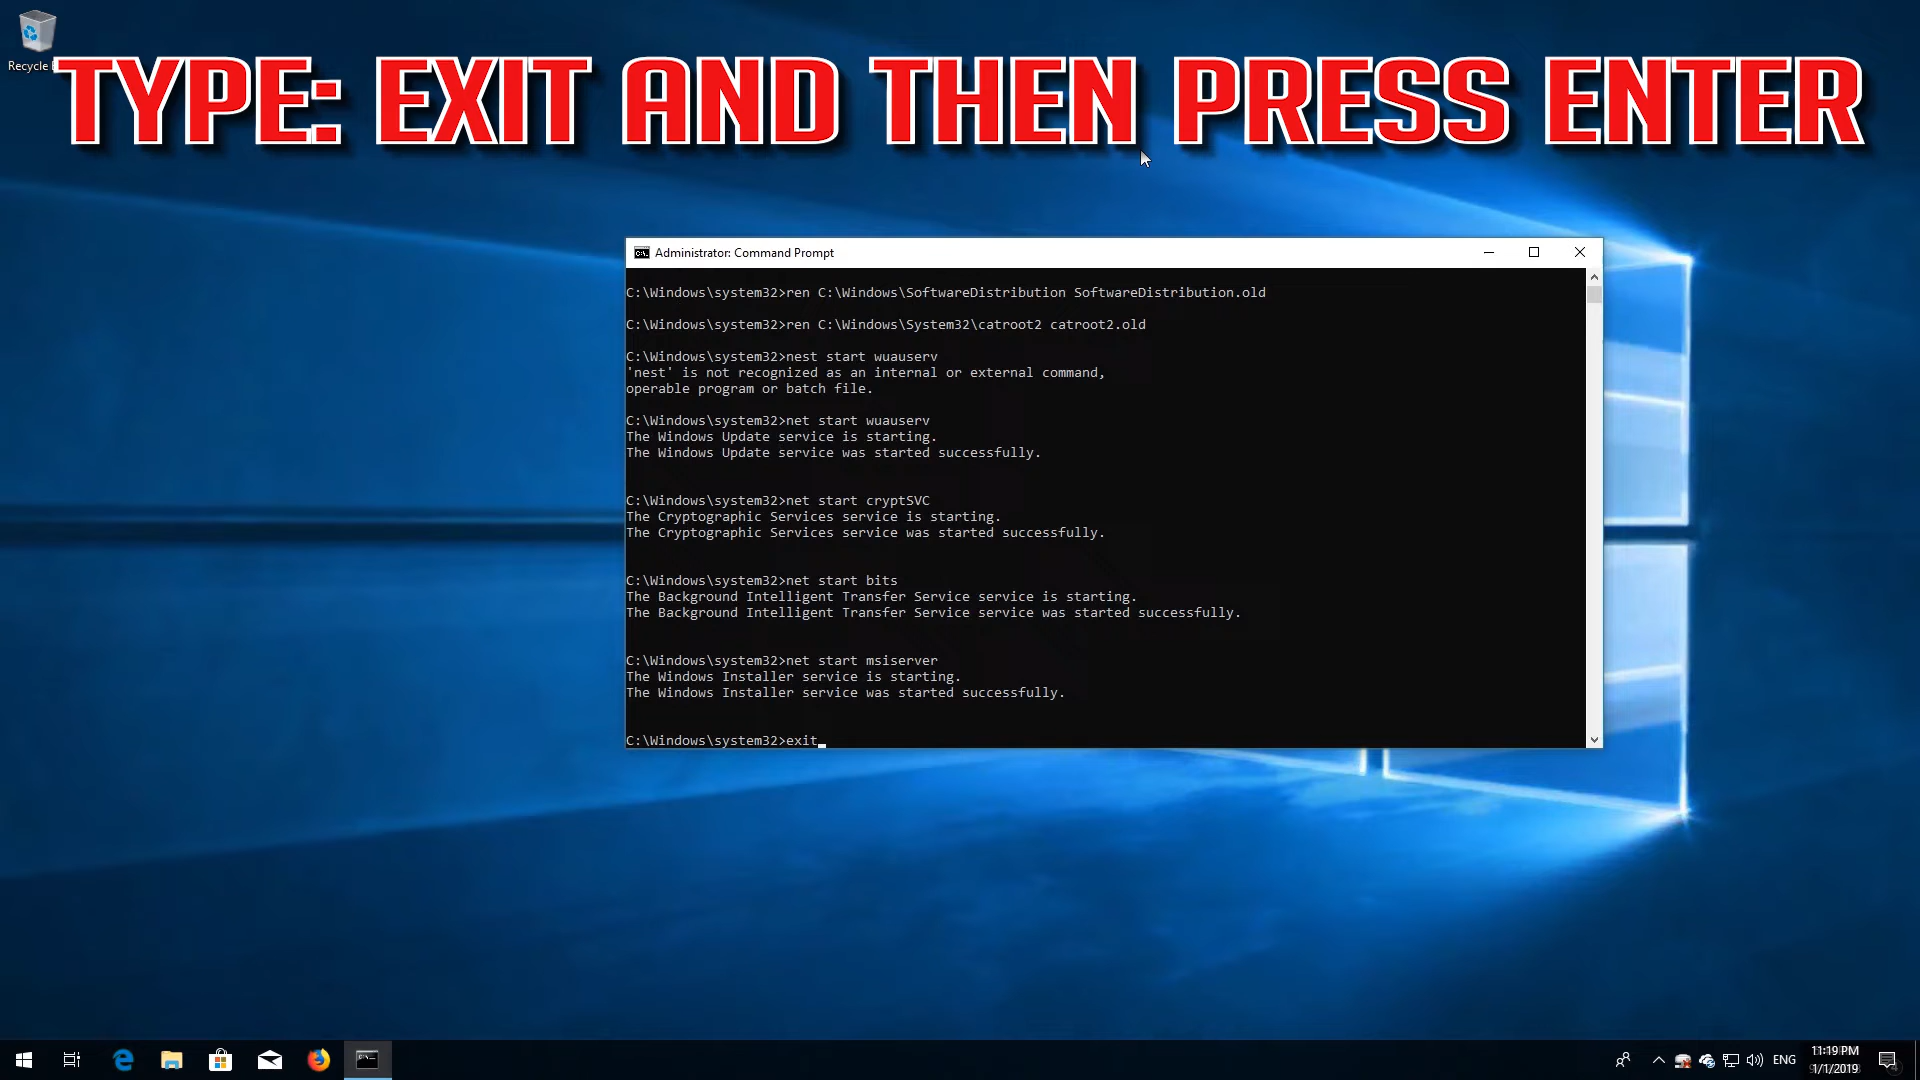 Recycle
TYPE: EXIT AND THEN PRESS ENTER
Administrator: Command Prompt
C:\Windows\system32>ren C:\Windows\SoftwareDistribution SoftwareDistribution.old
C:\Windows\system32>ren C:\Windows\System32\catroot2 catroot2.old
C:\Windows\system32>nest start wuauserv
'nest' is not recognized as an internal or external command,
operable program or batch file.
C:\Windows\system32>net start wuauserv
The Windows Update service is starting.
The Windows Update service was started successfully.
C:\Windows\system32>net start cryptSVC
The Cryptographic Services service is starting.
The Cryptographic Services service was started successfully.
C:\Windows\system32>net start bits
The Background Intelligent Transfer Service service is starting.
The Background Intelligent Transfer Service service was started successfully.
C:\Windows\system32>net start msiserver
The Windows Installer service is starting.
The Windows Installer service was started successfully.
C:\Windows\system32>exit
ENG
11:19 PM
1/1/2019